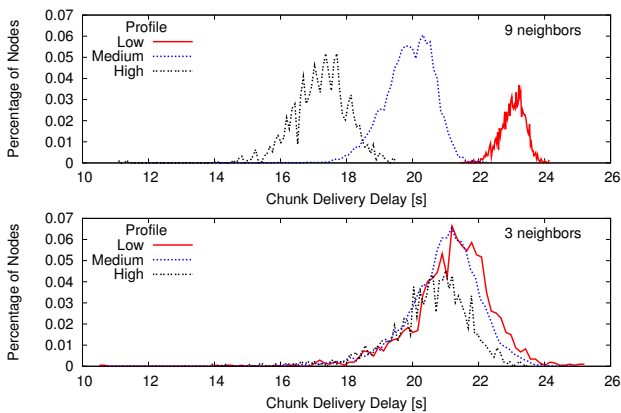 Profile
Low
Medium
High
9 neighbors
Percentage of Nodes
0.07
0.06
0.05
0.04
0.03
0.02
0.01
0
10 12 14 16 18 20 22 24 26
Chunk Delivery Delay [s]
Profile
Low
Medium
High
3 neighbors
Percentage of Nodes
0.07
0.06
0.05
0.04
0.03
0.02
0.01
0
10 12 14 16 18 20 22 24 26
Chunk Delivery Delay [s]